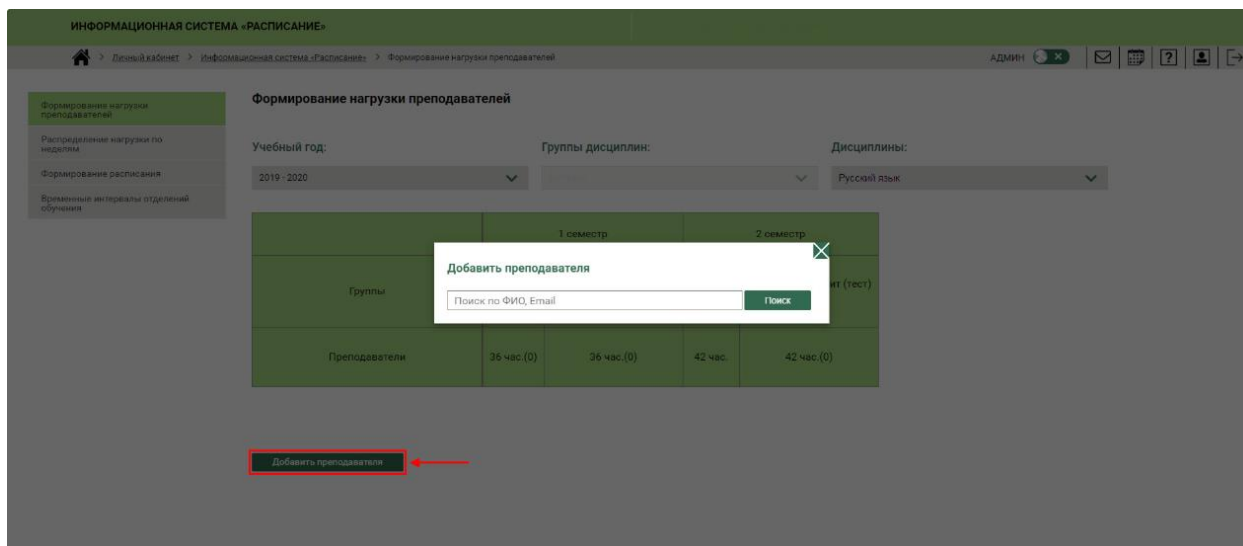 ИНФОРМАЦИОННАЯ СИСТЕМА «РАСПИСАНИЕ»
> Личный кабинет > Информационная система «Расписание» > Формирование нагрузки преподавателей
АДМИН
Формирование нагрузки
преподавателей
Распределение нагрузки по
неделям
Формирование расписания
Временные интервалы отделений
обучения
Формирование нагрузки преподавателей
Учебный год: Группы дисциплин: Дисциплины:
2019 - 2020 Русский язык
1 семестр 2 семестр
Добавить преподавателя
Поиск по ФИО, Email Поиск
Группы (тест)
Преподаватели 36 час.(0) 36 час.(0) 42 час. 42 час.(0)
Добавить преподавателя